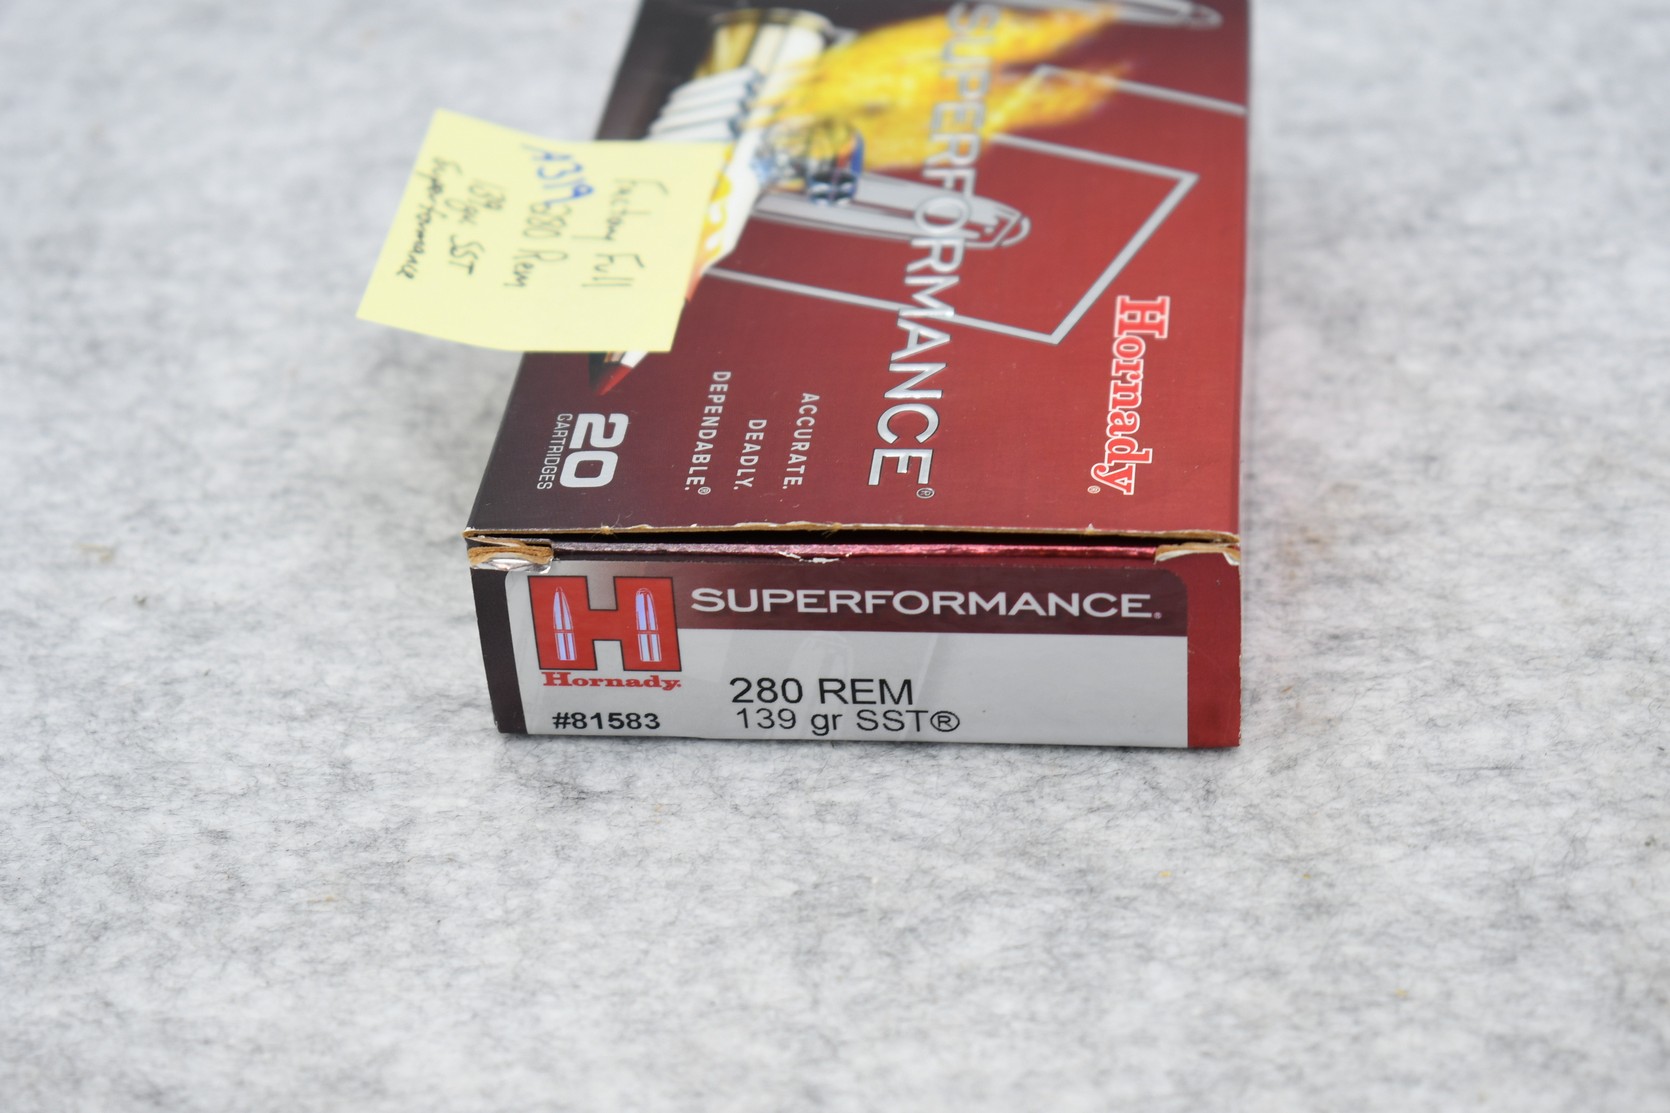 SUPERFORMANCE®
Hornady®
ACCURATE.
DEADLY.
DEPENDABLE.®
20
CARTRIDGES
Factory Full
A319 280 Rem
139gr SST
Superformance
H
SUPERFORMANCE®
Hornady®
280 REM
#81583
139 gr SST®